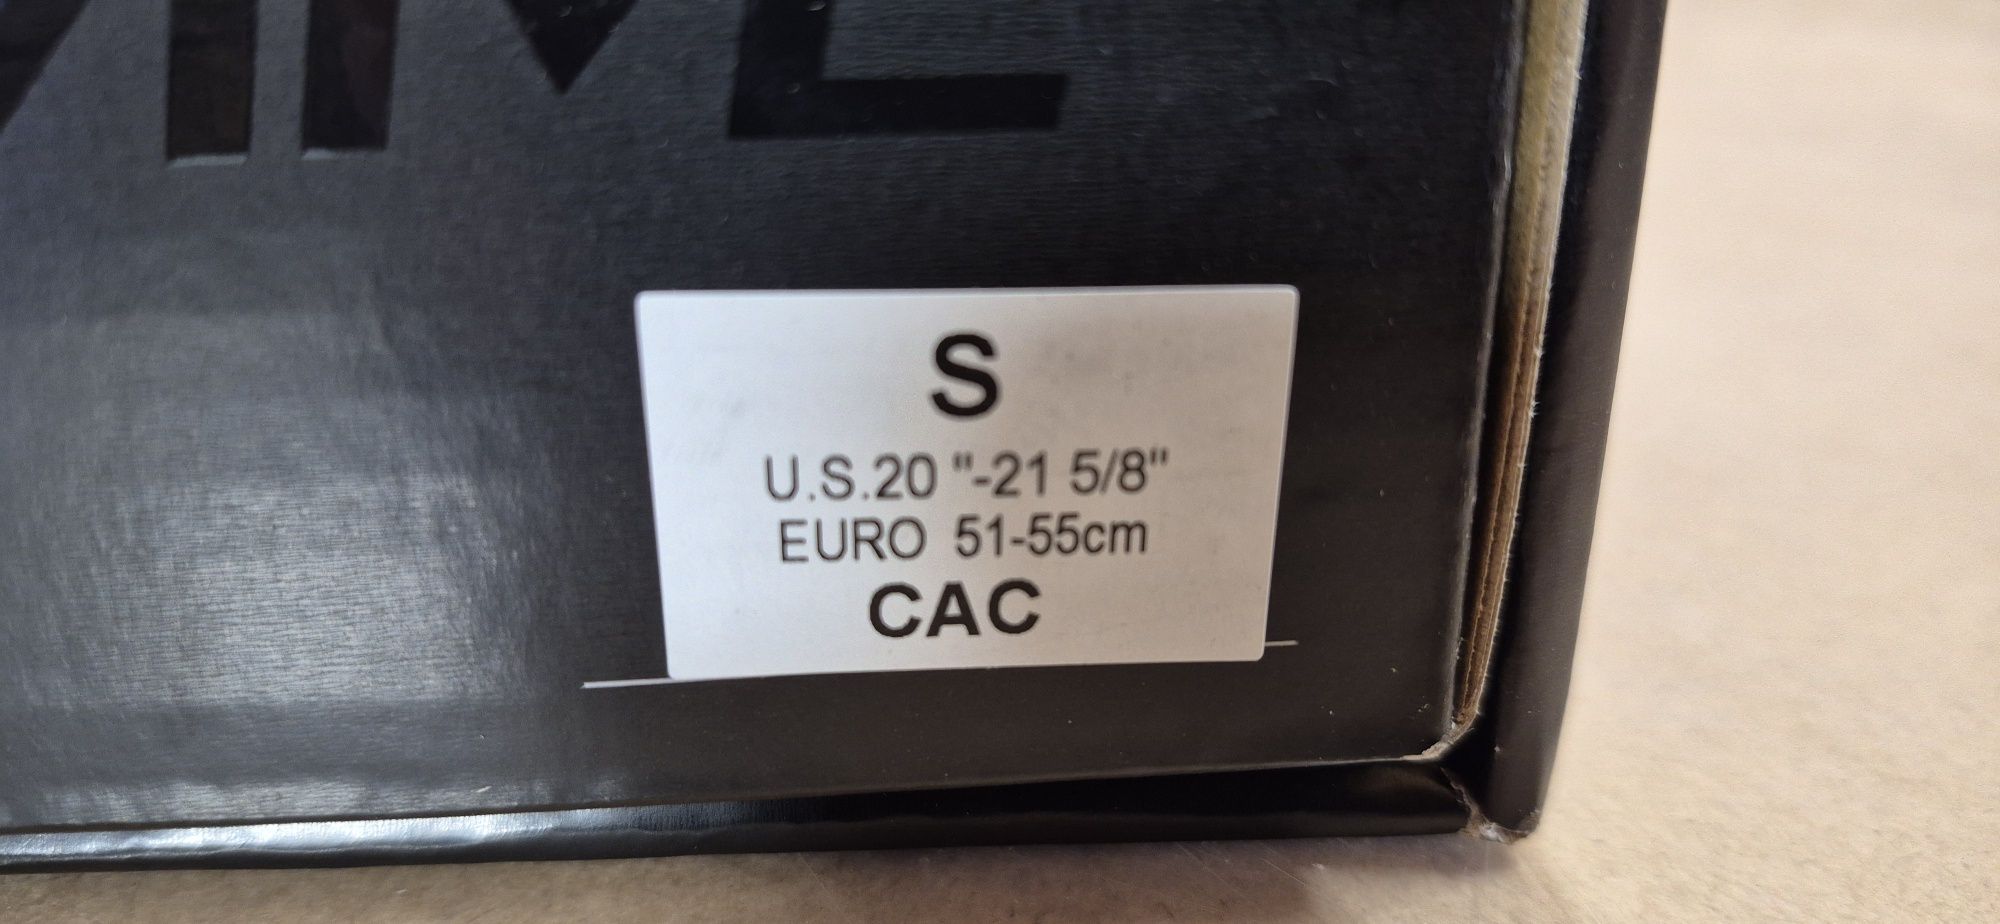 S
U.S.20 "-21 5/8"
EURO 51-55cm
CAC